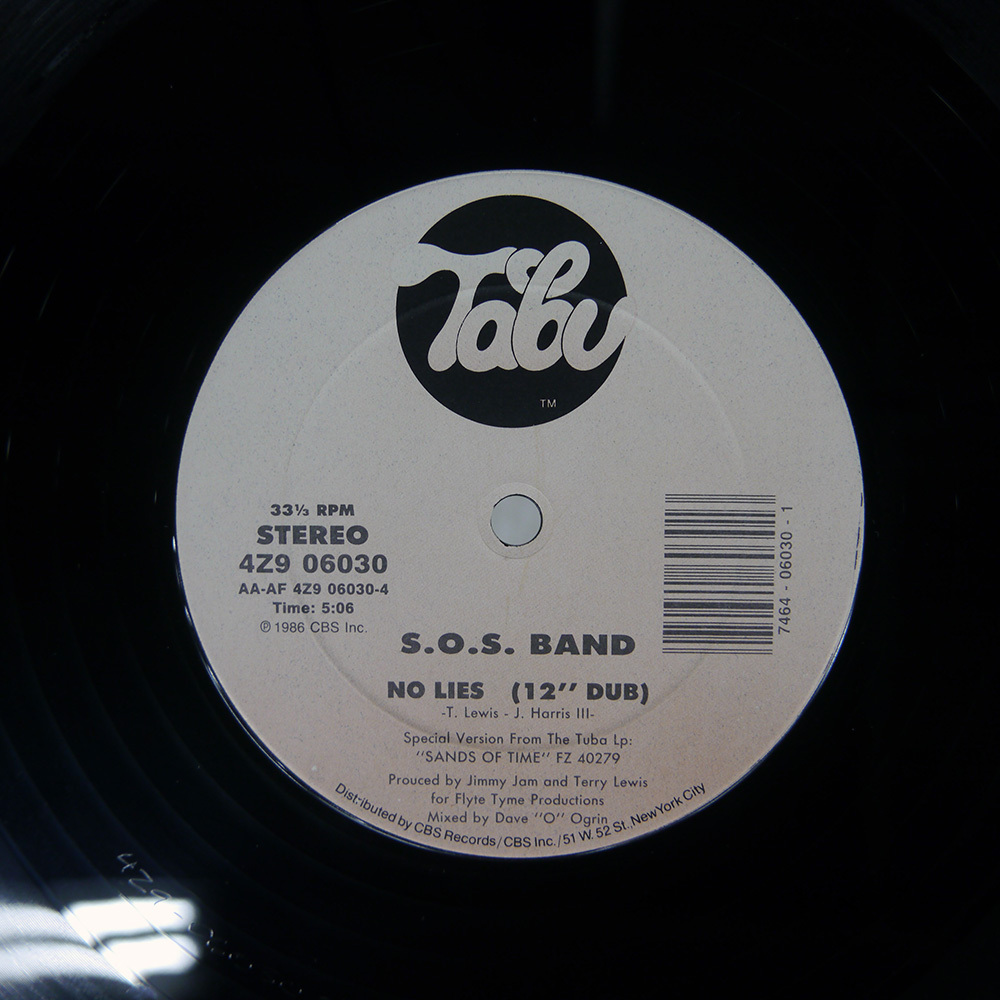 Tabu
TM
33⅓ RPM
STEREO
4Z9 06030
AA-AF 4Z9 06030-4
Time: 5:06
℗ 1986 CBS Inc.
7464 - 06030 - 1
S.O.S. BAND
NO LIES (12'' DUB)
-T. Lewis - J. Harris III-
Special Version From The Tuba Lp:
''SANDS OF TIME'' FZ 40279
Prouced by Jimmy Jam and Terry Lewis
for Flyte Tyme Productions
Mixed by Dave ''O'' Ogrin
Distributed by CBS Records/CBS Inc./51 W. 52 St., New York City
4Z9